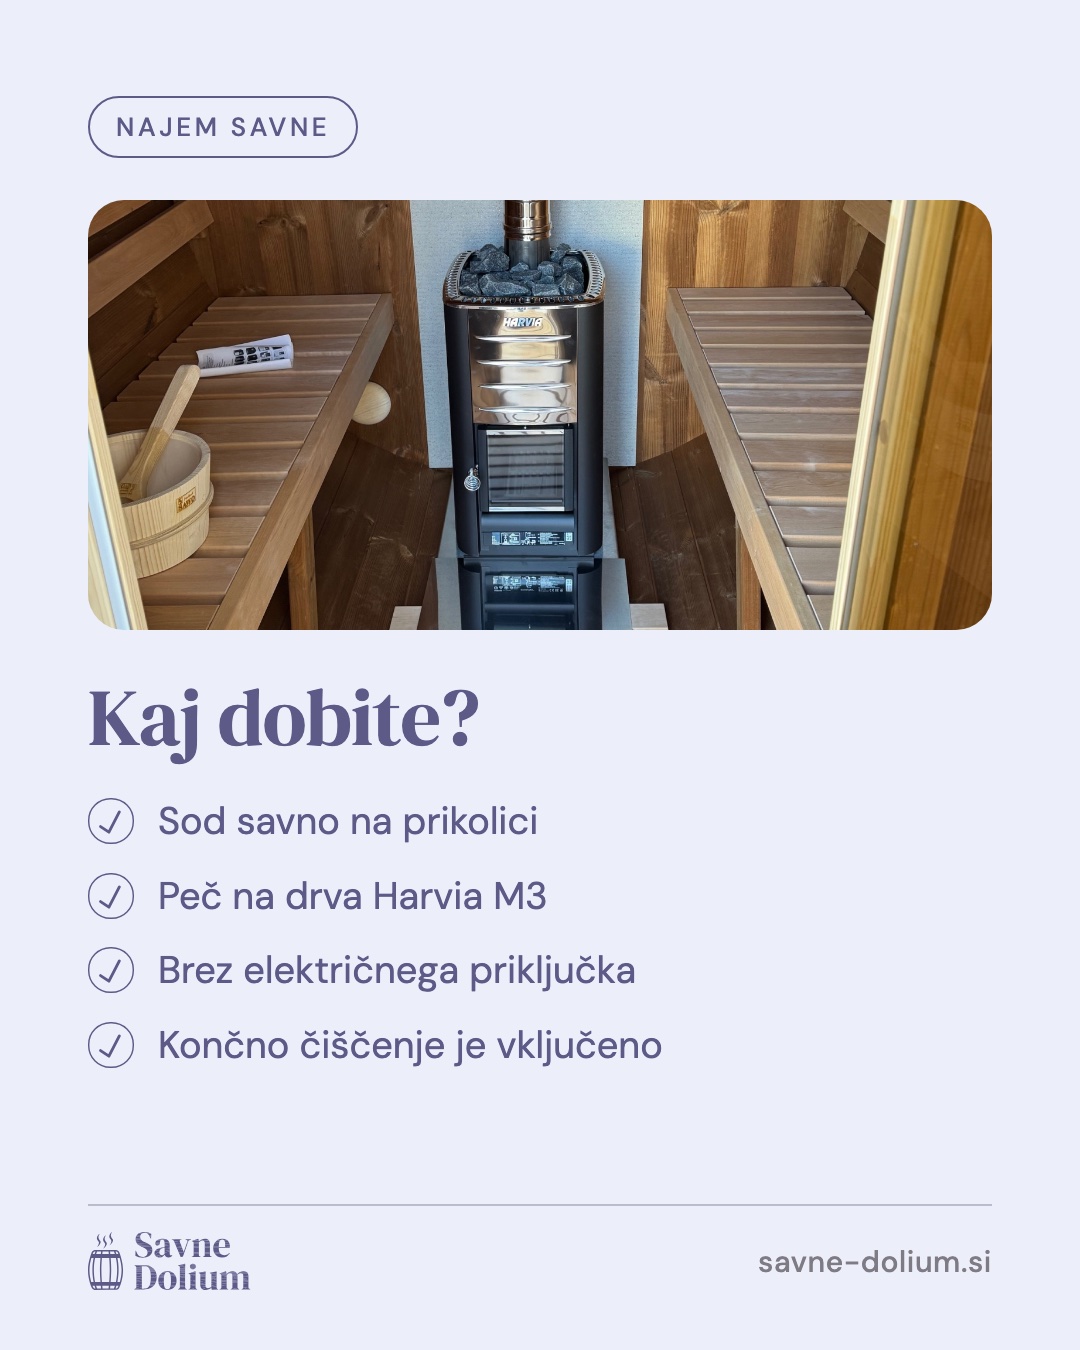 NAJEM SAVNE
HARVIA
Kaj dobite?
Sod savno na prikolici
Peč na drva Harvia M3
Brez električnega priključka
Končno čiščenje je vključeno
Savne
Dolium
savne-dolium.si